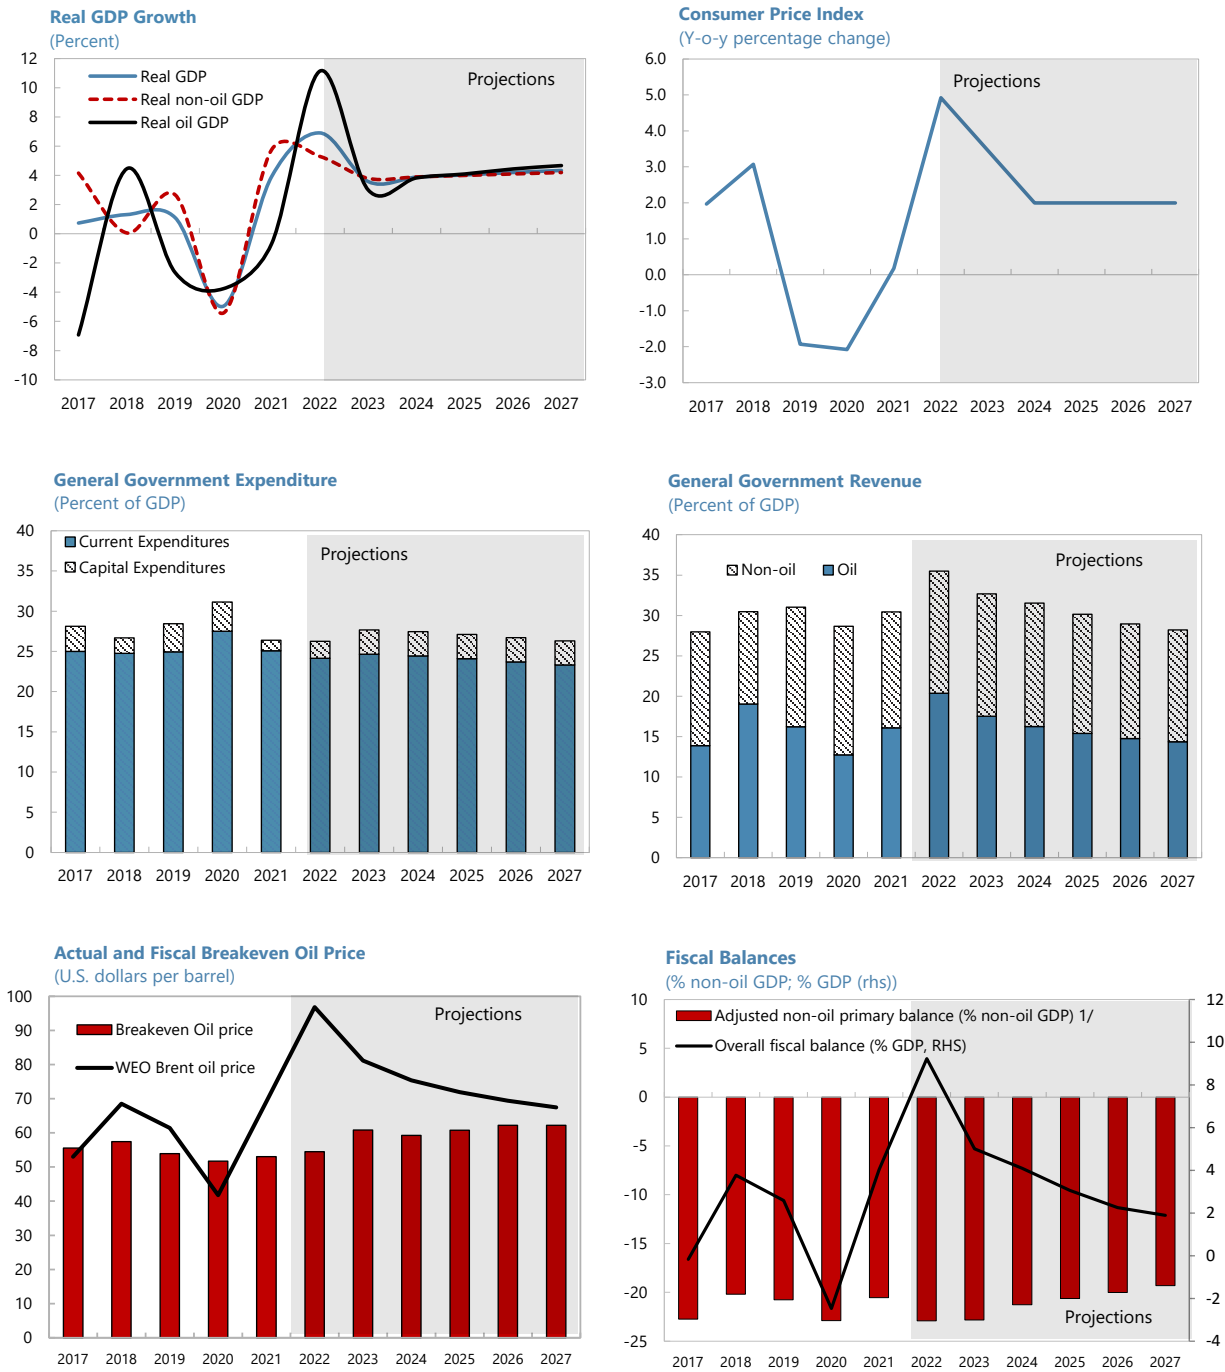 Real GDP Growth
(Percent)
12
10
8
6
4
2
0
-2
-4
-6
-8
-10
Real GDP
Real non-oil GDP
Real oil GDP
Projections
2017 2018 2019 2020 2021 2022 2023 2024 2025 2026 2027
Consumer Price Index
(Y-o-y percentage change)
6.0
5.0
4.0
3.0
2.0
1.0
0.0
-1.0
-2.0
-3.0
Projections
2017 2018 2019 2020 2021 2022 2023 2024 2025 2026 2027
General Government Expenditure
(Percent of GDP)
40
35
30
25
20
15
10
5
0
Current Expenditures
Capital Expenditures
Projections
2017 2018 2019 2020 2021 2022 2023 2024 2025 2026 2027
General Government Revenue
(Percent of GDP)
40
35
30
25
20
15
10
5
0
Projections
Non-oil Oil
2017 2018 2019 2020 2021 2022 2023 2024 2025 2026 2027
Actual and Fiscal Breakeven Oil Price
(U.S. dollars per barrel)
100
90
80
70
60
50
40
30
20
10
0
Projections
Breakeven Oil price
WEO Brent oil price
2017 2018 2019 2020 2021 2022 2023 2024 2025 2026 2027
Fiscal Balances
(% non-oil GDP; % GDP (rhs))
10
5
0
-5
-10
-15
-20
-25
Adjusted non-oil primary balance (% non-oil GDP) 1/
Overall fiscal balance (% GDP, RHS)
Projections
12
10
8
6
4
2
0
-2
-4
2017 2018 2019 2020 2021 2022 2023 2024 2025 2026 2027